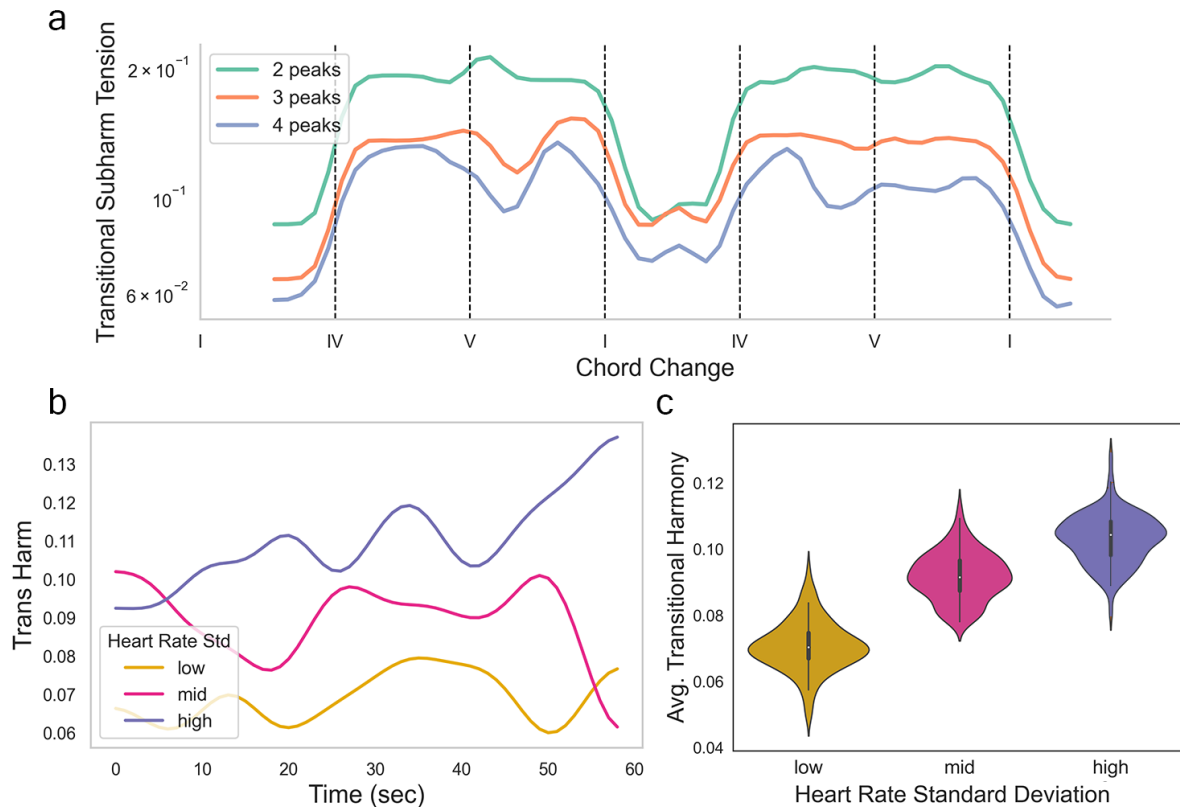 a
Transitional Subharm Tension
2 × 10⁻¹
10⁻¹
6 × 10⁻²
2 peaks
3 peaks
4 peaks
I IV V I IV V I
Chord Change
b
Trans Harm
0.13
0.12
0.11
0.10
0.09
0.08
0.07
0.06
Heart Rate Std
low
mid
high
0 10 20 30 40 50 60
Time (sec)
c
Avg. Transitional Harmony
0.12
0.10
0.08
0.06
0.04
low mid high
Heart Rate Standard Deviation